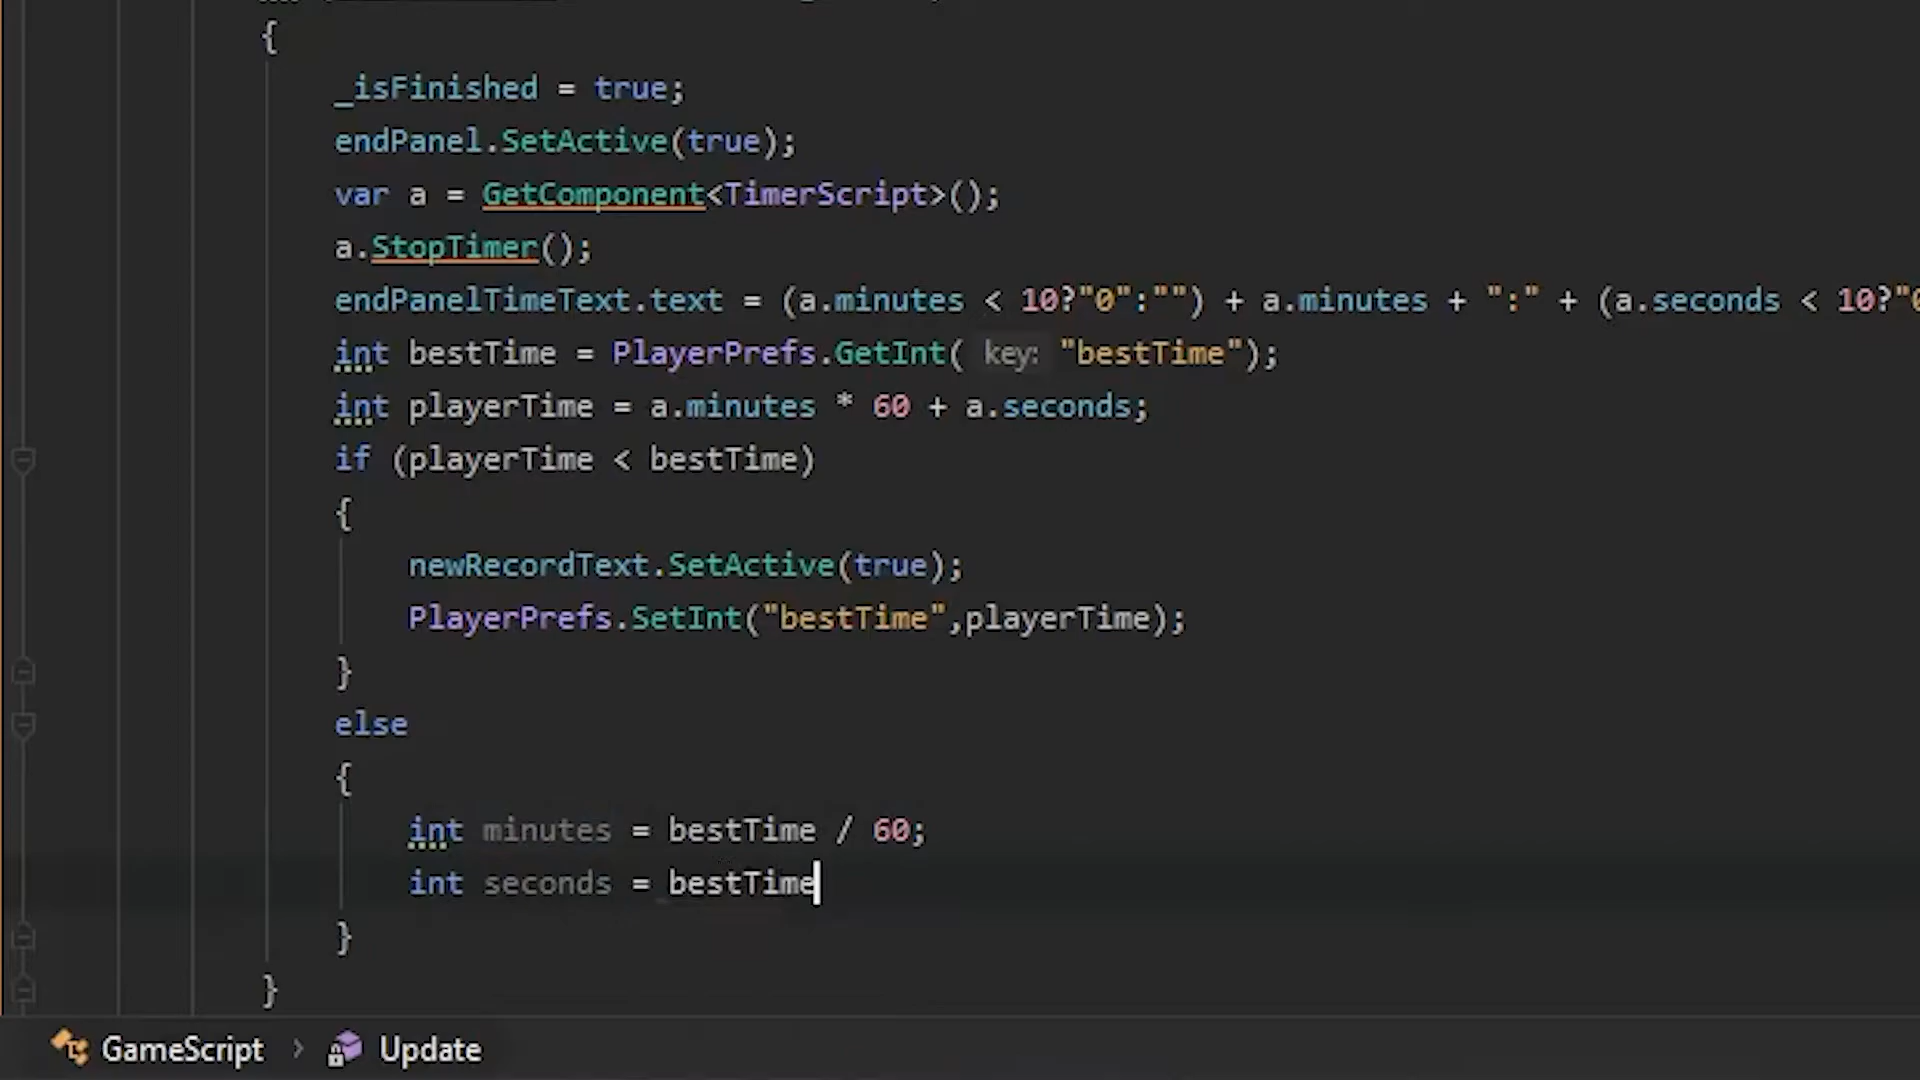 {
_isFinished = true;
endPanel.SetActive(true);
var a = GetComponent<TimerScript>();
a.StopTimer();
endPanelTimeText.text = (a.minutes < 10?"0":"") + a.minutes + ":" + (a.seconds < 10?"0
int bestTime = PlayerPrefs.GetInt( key: "bestTime");
int playerTime = a.minutes * 60 + a.seconds;
if (playerTime < bestTime)
{
newRecordText.SetActive(true);
PlayerPrefs.SetInt("bestTime",playerTime);
}
else
{
int minutes = bestTime / 60;
int seconds = bestTime
}
}
GameScript > Update